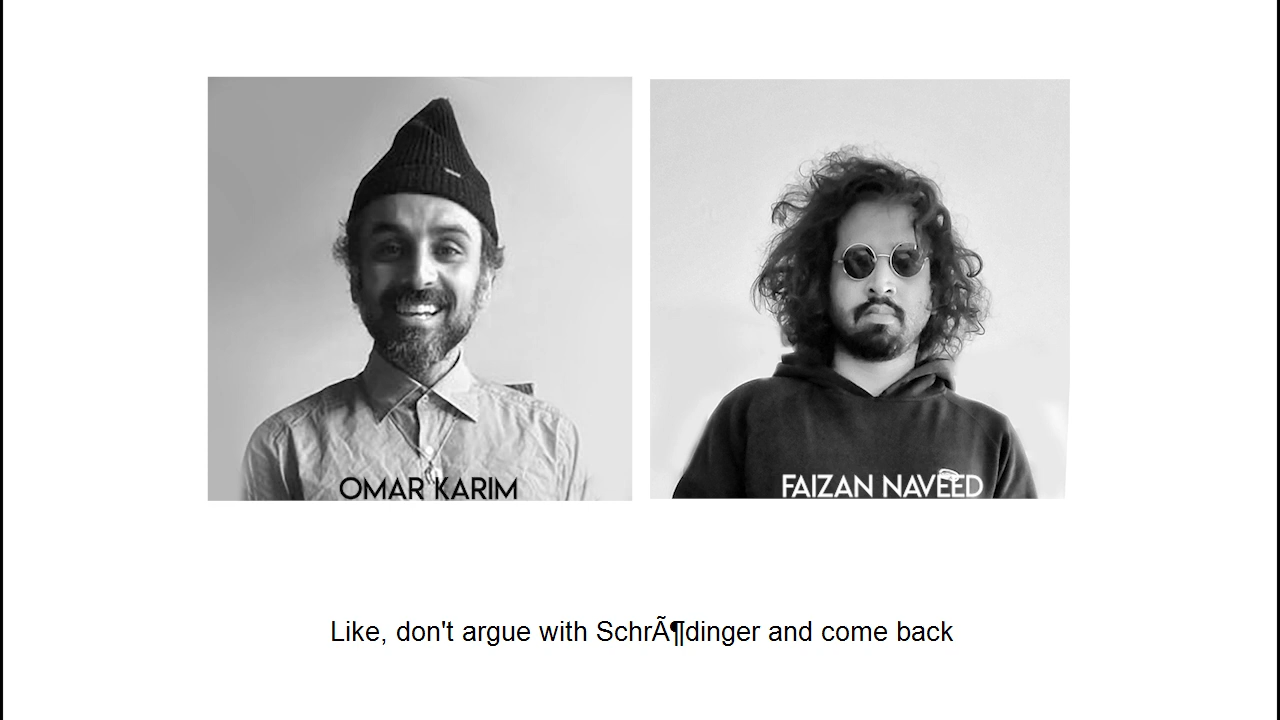 OMAR KARIM
FAIZAN NAVEED
Like, don't argue with SchrÃ¶dinger and come back